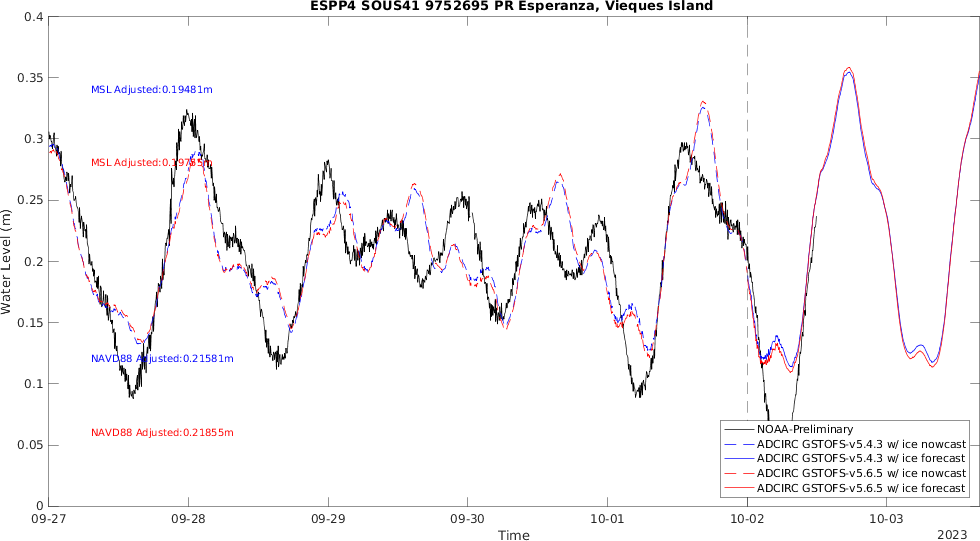 ESPP4 SOUS41 9752695 PR Esperanza, Vieques Island
0.4
0.35
0.3
0.25
0.2
0.15
0.1
0.05
0
Water Level (m)
MSL Adjusted:0.19481m
MSL Adjusted:0.19735m
NAVD88 Adjusted:0.21581m
NAVD88 Adjusted:0.21855m
NOAA-Preliminary
ADCIRC GSTOFS-v5.4.3 w/ ice nowcast
ADCIRC GSTOFS-v5.4.3 w/ ice forecast
ADCIRC GSTOFS-v5.6.5 w/ ice nowcast
ADCIRC GSTOFS-v5.6.5 w/ ice forecast
09-27 09-28 09-29 09-30 10-01 10-02 10-03
Time
2023